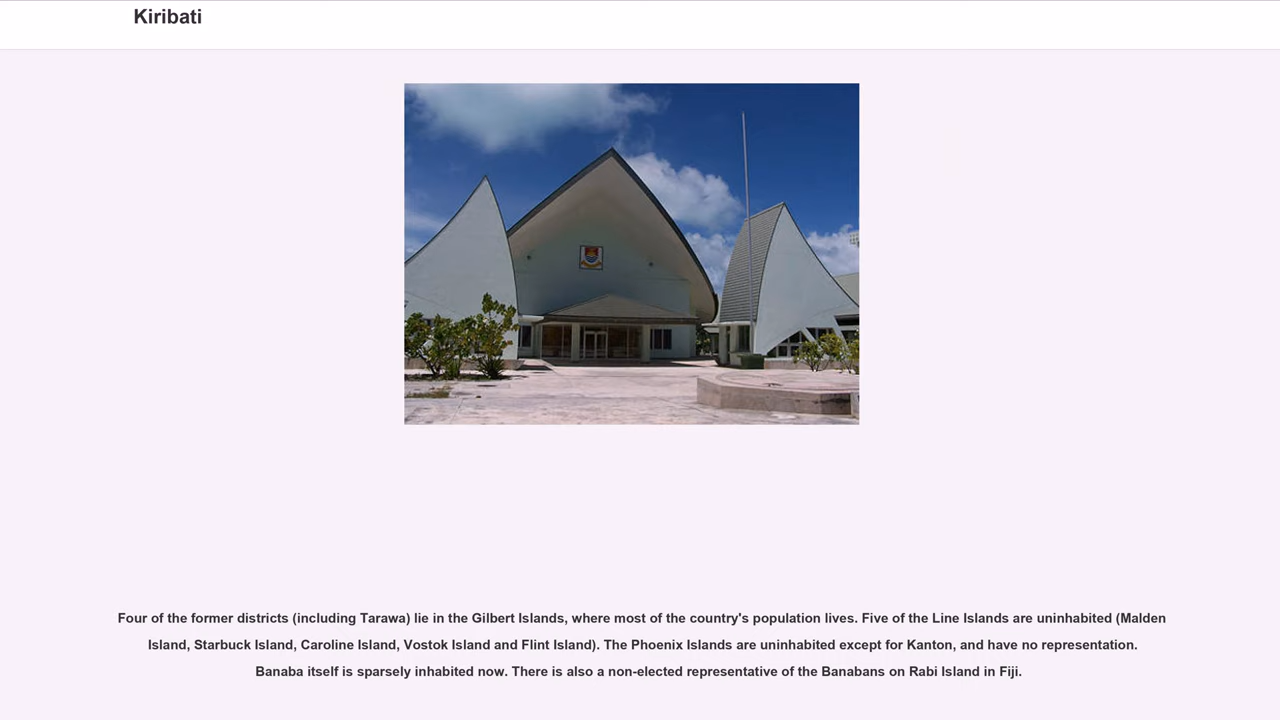 Kiribati
Four of the former districts (including Tarawa) lie in the Gilbert Islands, where most of the country's population lives. Five of the Line Islands are uninhabited (Malden
Island, Starbuck Island, Caroline Island, Vostok Island and Flint Island). The Phoenix Islands are uninhabited except for Kanton, and have no representation.
Banaba itself is sparsely inhabited now. There is also a non-elected representative of the Banabans on Rabi Island in Fiji.